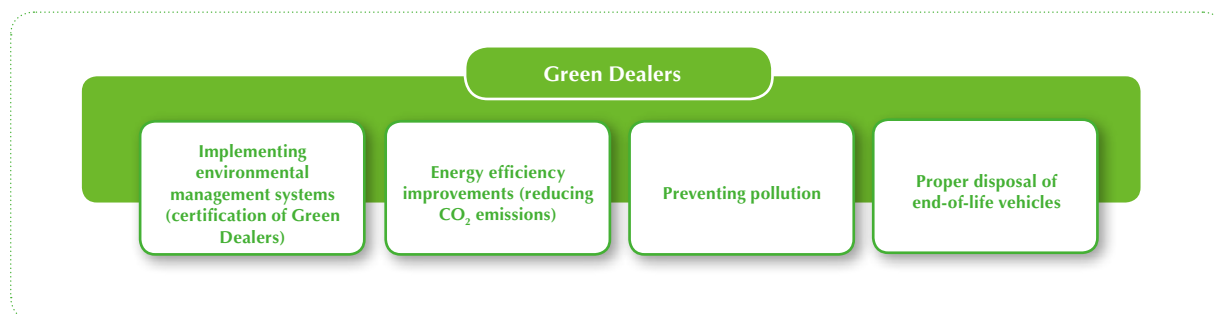 Green Dealers
Implementing
environmental
management systems
(certification of Green
Dealers)
Energy efficiency
improvements (reducing
CO₂ emissions)
Preventing pollution
Proper disposal of
end-of-life vehicles